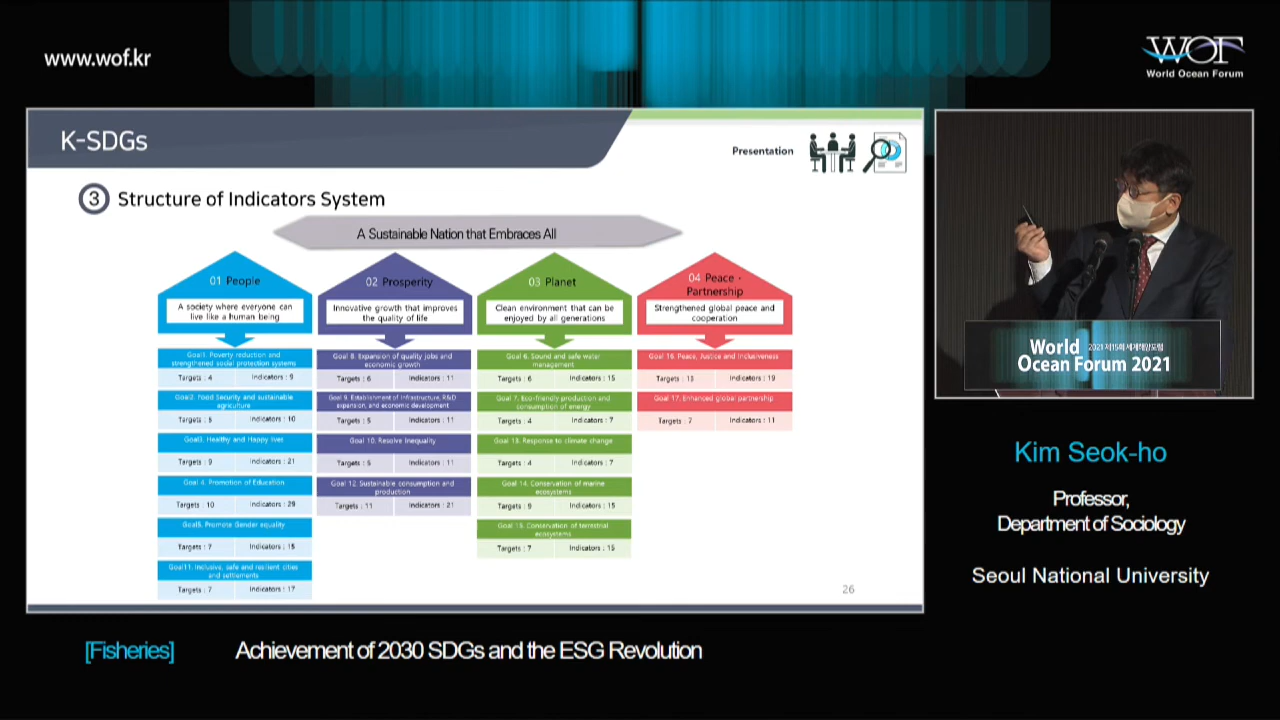 www.wof.kr
WOF
World Ocean Forum
K-SDGs
Presentation
3 Structure of Indicators System
A Sustainable Nation that Embraces All
01 People
A society where everyone can
live like a human being
Goal1. Poverty reduction and
strengthened social protection systems
Targets : 4 Indicators : 9
Goal2. Food Security and sustainable
agriculture
Targets : 5 Indicators : 10
Goal3. Healthy and Happy lives
Targets : 9 Indicators : 21
Goal 4. Promotion of Education
Targets : 10 Indicators : 29
Goal5. Promote Gender equality
Targets : 7 Indicators : 15
Goal11. Inclusive, safe and resilient cities
and settlements
Targets : 7 Indicators : 17
02 Prosperity
Innovative growth that improves
the quality of life
Goal 8. Expansion of quality jobs and
economic growth
Targets : 6 Indicators : 11
Goal 9. Establishment of Infrastructure, R&D
expansion, and economic development
Targets : 5 Indicators : 11
Goal 10. Resolve Inequality
Targets : 5 Indicators : 11
Goal 12. Sustainable consumption and
production
Targets : 11 Indicators : 21
03 Planet
Clean environment that can be
enjoyed by all generations
Goal 6. Sound and safe water
management
Targets : 6 Indicators : 15
Goal 7. Eco-friendly production and
consumption of energy
Targets : 4 Indicators : 7
Goal 13. Response to climate change
Targets : 4 Indicators : 7
Goal 14. Conservation of marine
ecosystems
Targets : 9 Indicators : 15
Goal 15. Conservation of terrestrial
ecosystems
Targets : 7 Indicators : 15
04 Peace ·
Partnership
Strengthened global peace and
cooperation
Goal 16. Peace, Justice and Inclusiveness
Targets : 13 Indicators : 19
Goal 17. Enhanced global partnership
Targets : 7 Indicators : 11
26
World 2021 제15회 세계해양포럼
Ocean Forum 2021
Kim Seok-ho
Professor,
Department of Sociology
Seoul National University
[Fisheries] Achievement of 2030 SDGs and the ESG Revolution